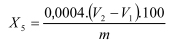 X₅ = 0,0004.(V₂ − V₁).100 / m